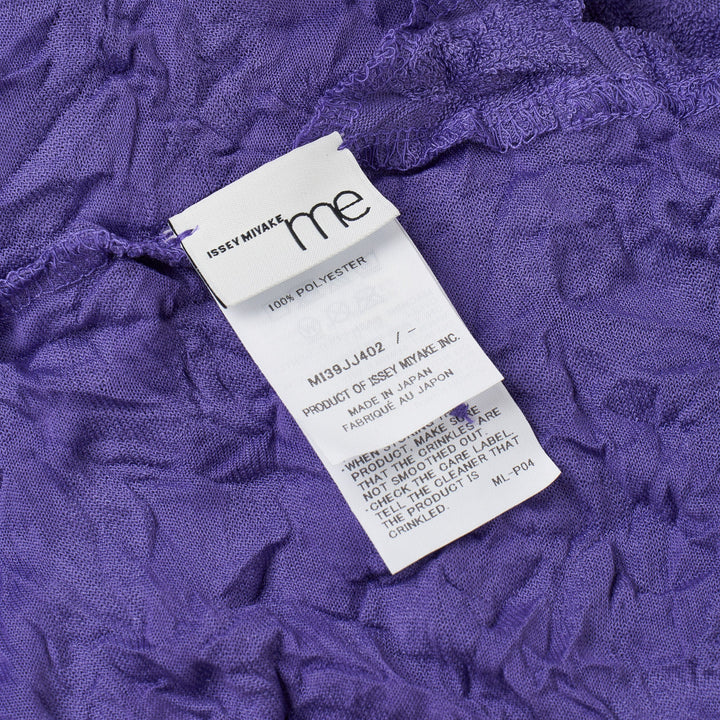 ISSEY MIYAKE me
100% POLYESTER
MI39JJ402 / -
PRODUCT OF ISSEY MIYAKE INC.
MADE IN JAPAN
FABRIQUÉ AU JAPON
PRODUCT, MAKE SURE
THAT THE CRINKLES ARE
NOT SMOOTHED OUT.
·CHECK THE CARE LABEL.
TELL THE CLEANER THAT
THE PRODUCT IS
CRINKLED.
ML-P04